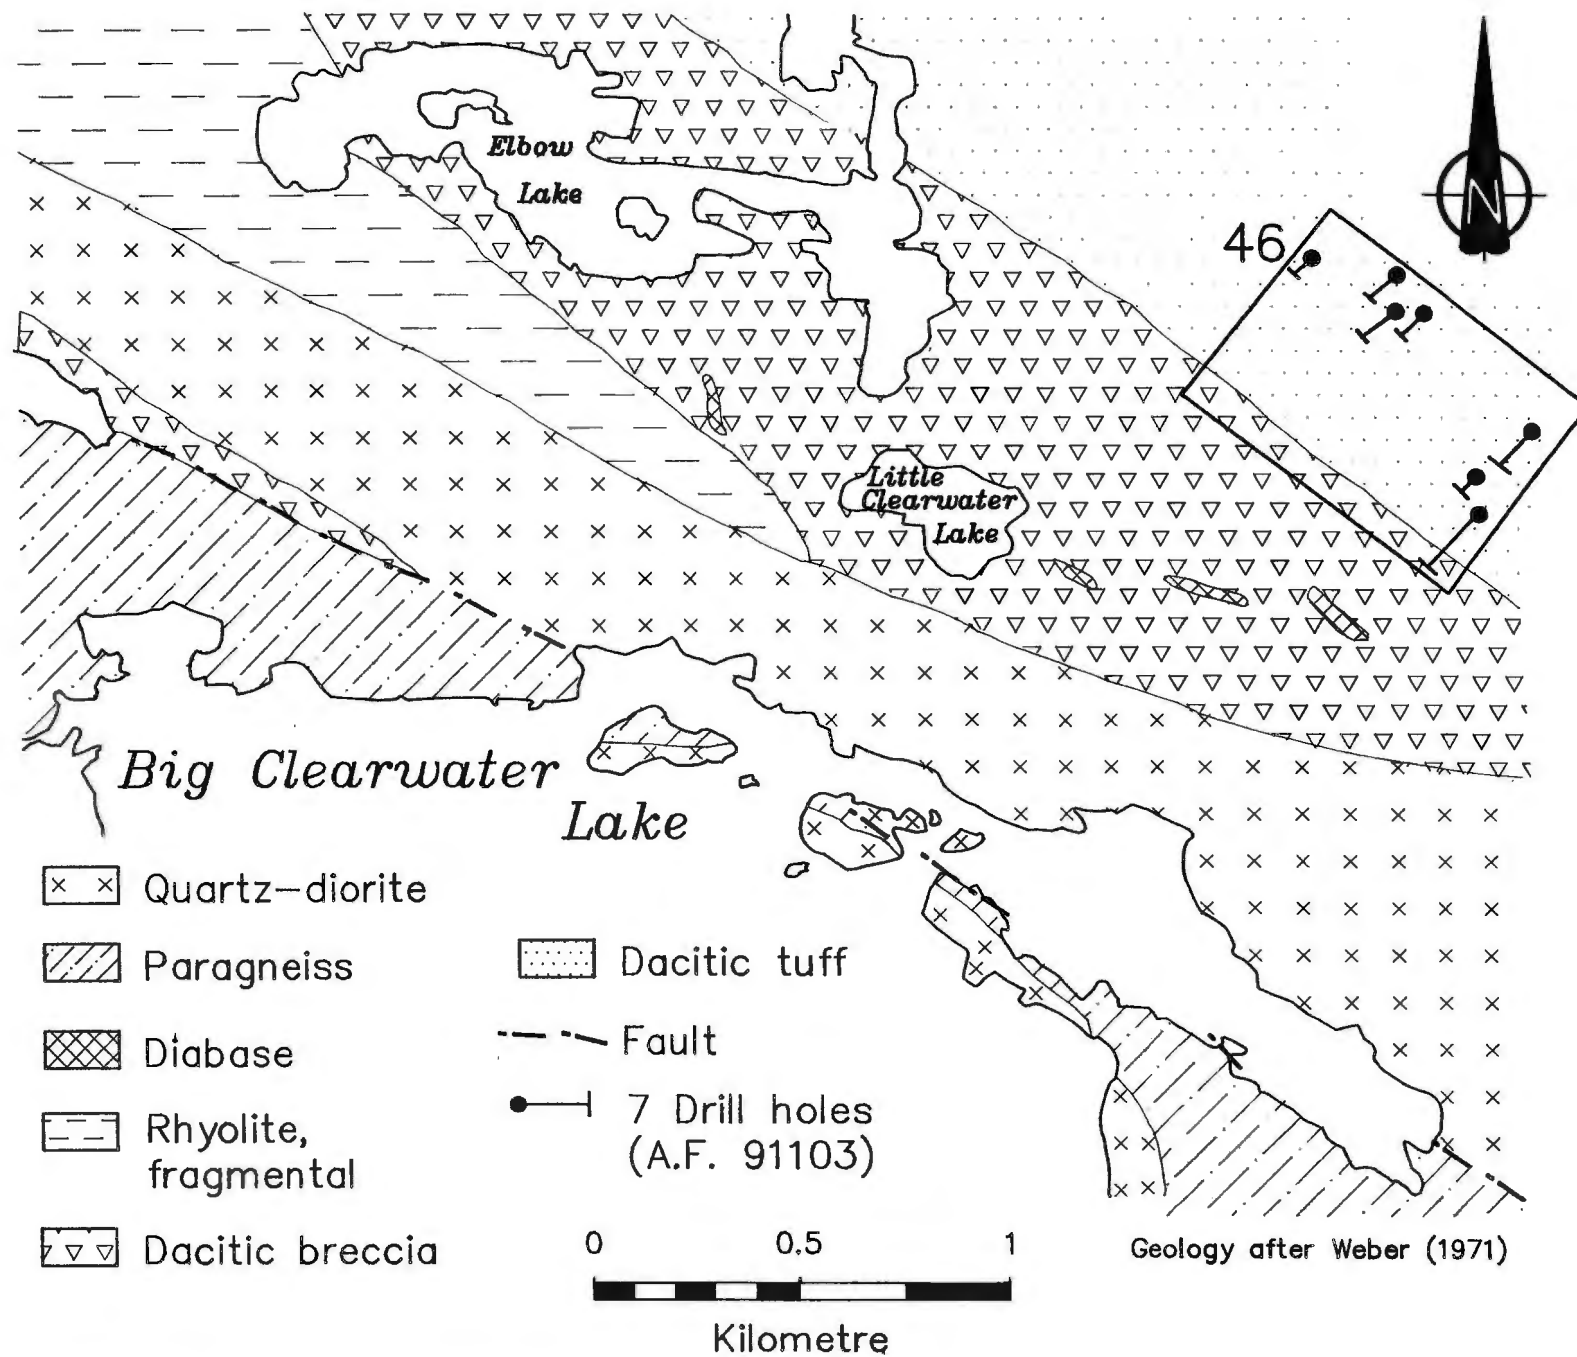 Elbow
Lake
N
46
Little
Clearwater
Lake
Big Clearwater
Lake
Quartz-diorite
Paragneiss
Diabase
Rhyolite,
fragmental
Dacitic breccia
Dacitic tuff
Fault
7 Drill holes
(A.F. 91103)
0 0.5 1
Kilometre
Geology after Weber (1971)